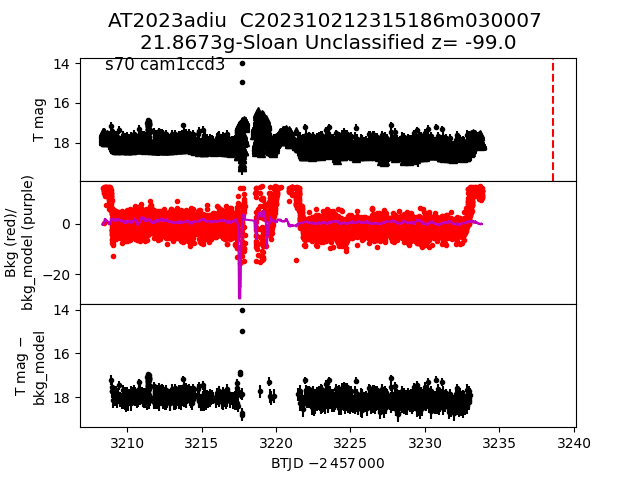 AT2023adiu  C202310212315186m030007
21.8673g-Sloan Unclassified z= -99.0
s70 cam1ccd3
14
16
18
T mag
0
−20
Bkg (red)/
bkg_model (purple)
14
16
18
T mag −
bkg_model
3210
3215
3220
3225
3230
3235
3240
BTJD −2 457 000